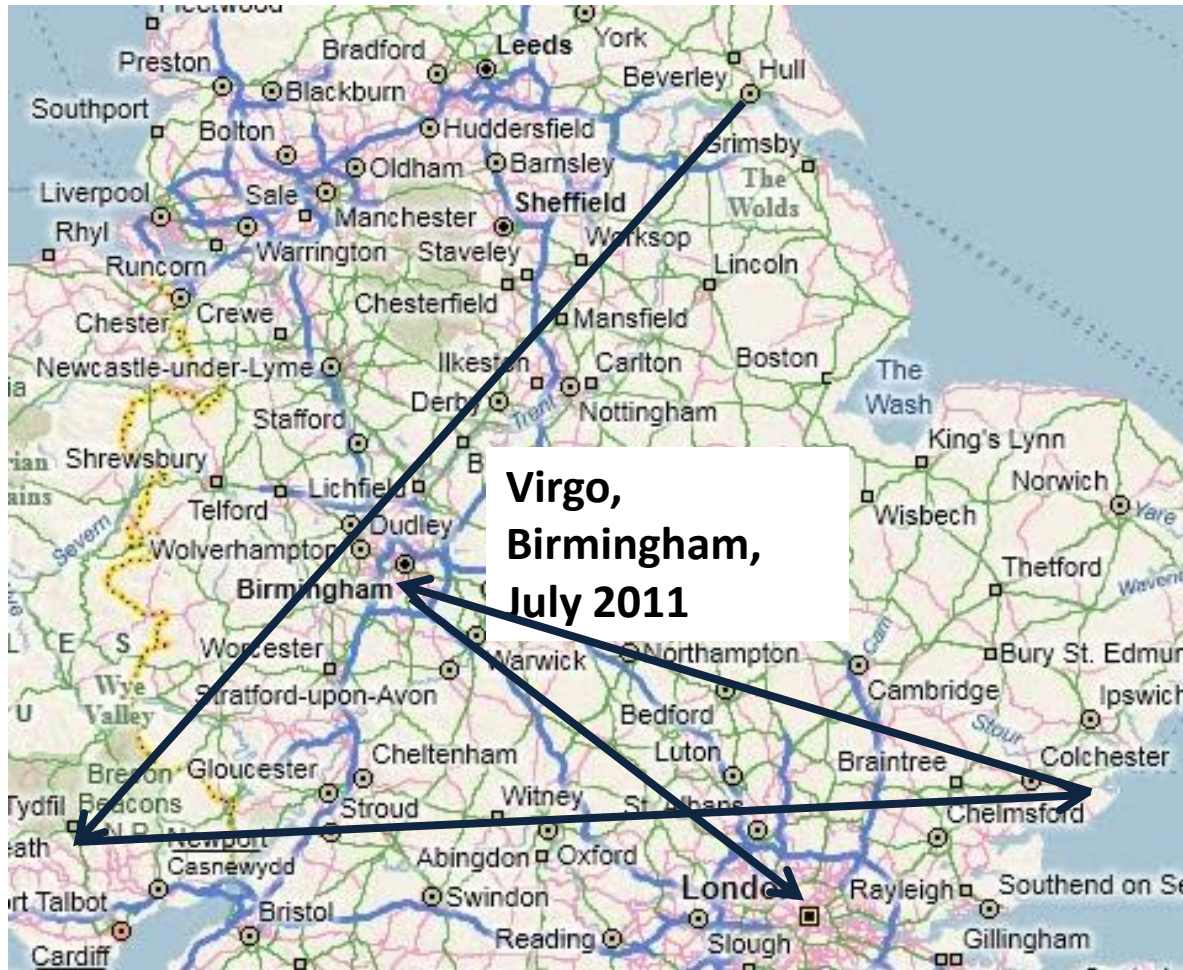 Preston
Bradford
Leeds
York
Beverley
Hull
Blackburn
Southport
Bolton
Huddersfield
Oldham
Barnsley
Grimsby
The
Wolds
Liverpool
Sale
Manchester
Sheffield
Rhyl
Warrington
Staveley
Worksop
Runcorn
Lincoln
Chester
Crewe
Chesterfield
Mansfield
Newcastle-under-Lyme
Ilkeston
Carlton
Boston
The
Wash
Derby
Trent
Nottingham
Stafford
King's Lynn
Shrewsbury
Lichfield
Norwich
Telford
Virgo,
Birmingham,
July 2011
Wisbech
Yare
Severn
Dudley
Wolverhampton
Thetford
Birmingham
L E S
Worcester
Warwick
Northampton
Cam
Bury St. Edmun
Wye
Valley
U
Stratford-upon-Avon
Bedford
Cambridge
Ipswich
Stour
Cheltenham
Luton
Braintree
Colchester
Brecon
Beacons
N.P.
Gloucester
Tydfil
Stroud
Witney
St. Albans
Chelmsford
eath
Newport
Casnewydd
Abingdon
Oxford
ort Talbot
Swindon
London
Rayleigh
Southend on Se
Bristol
Reading
Slough
Gillingham
Cardiff